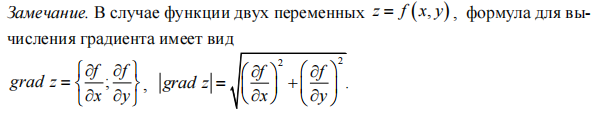 Замечание. В случае функции двух переменных z = f(x, y), формула для вы-
числения градиента имеет вид
grad z = {∂f/∂x; ∂f/∂y}, |grad z| = √((∂f/∂x)² + (∂f/∂y)²).